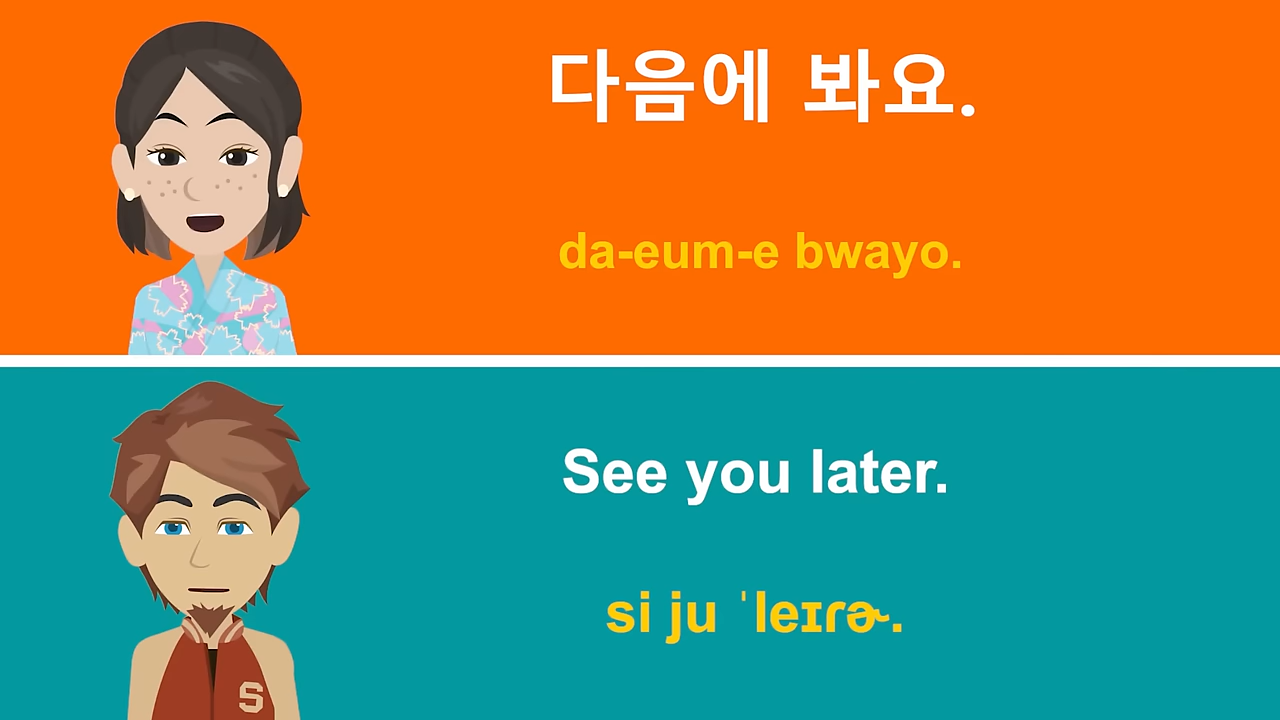 다음에 봐요.
da-eum-e bwayo.
See you later.
si ju ˈleɪɾɚ.
S